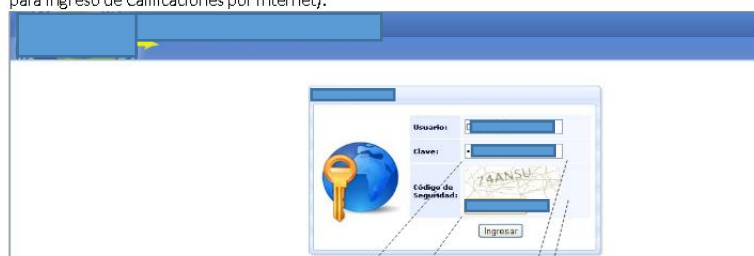 para Ingreso de Calificaciones por Internet).
Usuario:
Clave:
Código de
Seguridad:
74ANSU
Ingresar